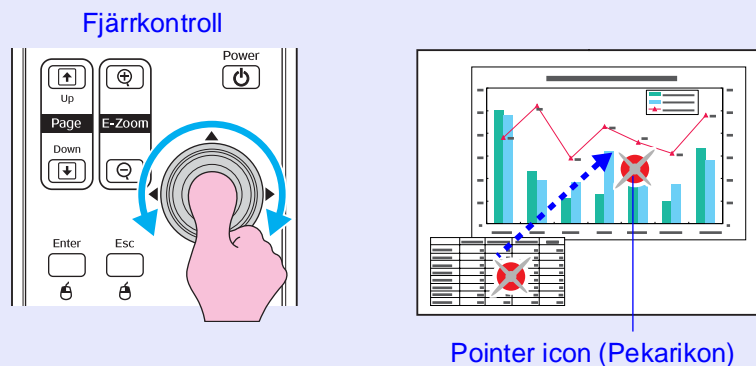 Fjärrkontroll
Power
Up
Page
E-Zoom
Down
Enter
Esc
Pointer icon (Pekarikon)